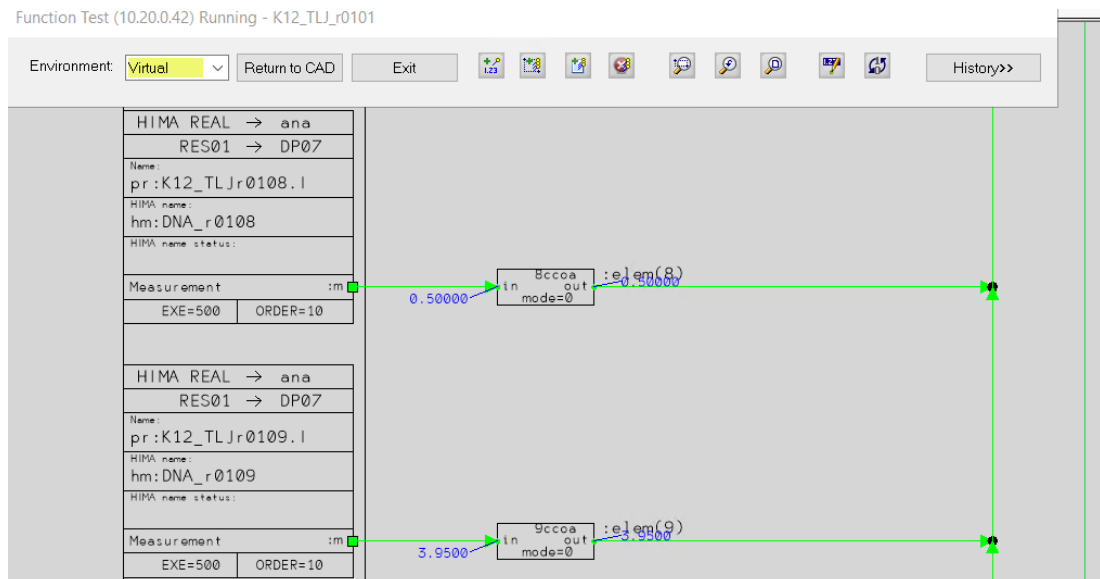 Function Test (10.20.0.42) Running - K12_TLJ_r0101
Environment: Virtual Return to CAD Exit 1.23 History>>
HIMA REAL → ana
RES01 → DP07
Name:
pr:K12_TLJr0108.l
HIMA name:
hm:DNA_r0108
HIMA name status:
Measurement :m
EXE=500 ORDER=10
0.50000
8ccoa
in out
mode=0
:elem(8)
0.50000
HIMA REAL → ana
RES01 → DP07
Name:
pr:K12_TLJr0109.l
HIMA name:
hm:DNA_r0109
HIMA name status:
Measurement :m
EXE=500 ORDER=10
3.9500
9ccoa
in out
mode=0
:elem(9)
3.9500